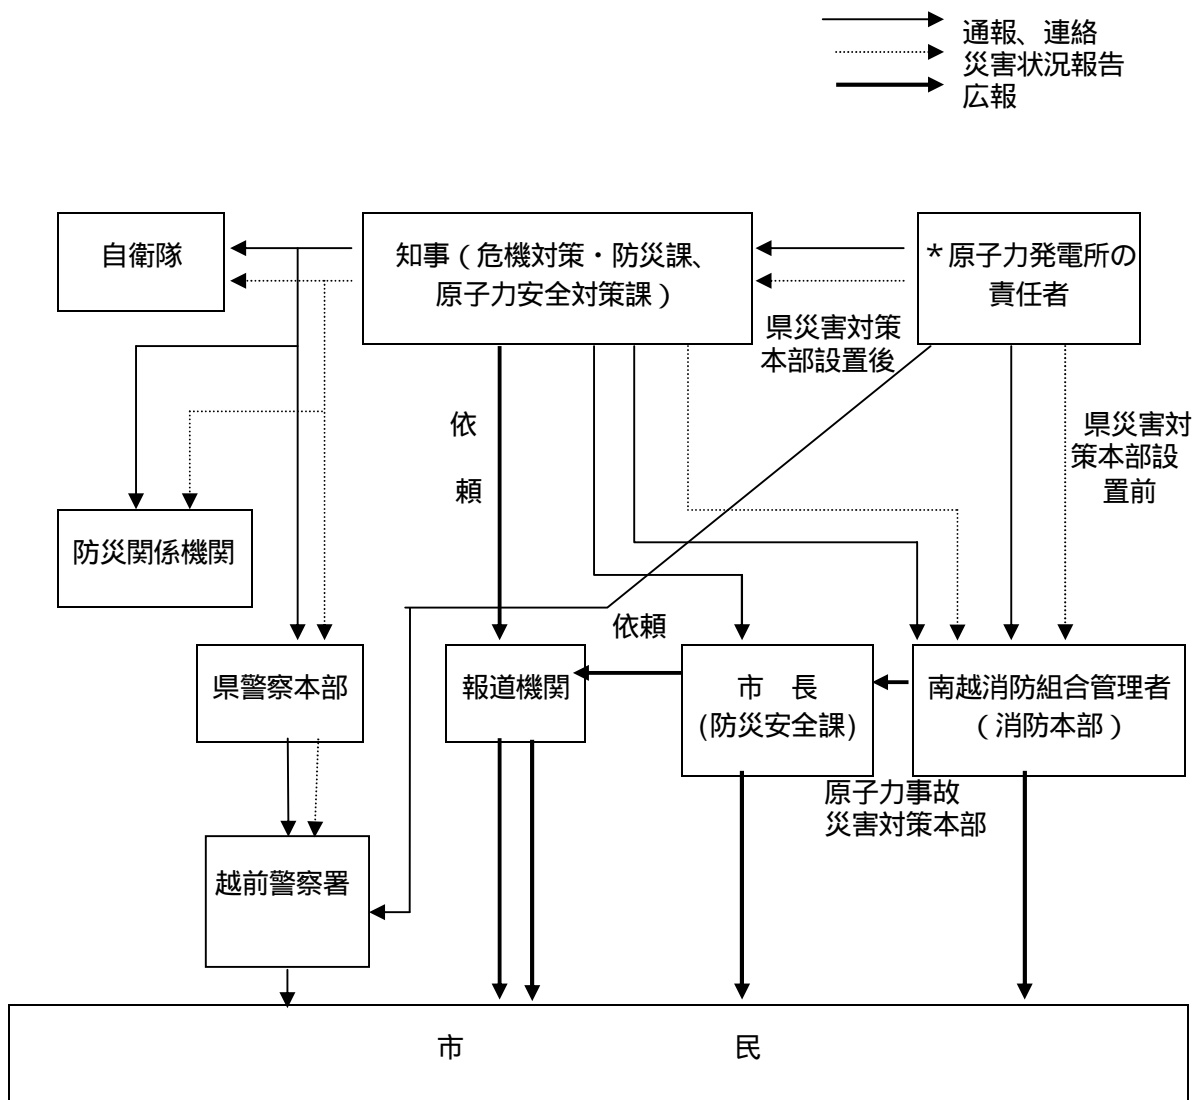 通報、連絡
災害状況報告
広報
自衛隊
知事（危機対策・防災課、
原子力安全対策課）
＊原子力発電所の
責任者
県災害対策
本部設置後
依
頼
県災害対
策本部設
置前
防災関係機関
依頼
県警察本部
報道機関
市　長
(防災安全課)
南越消防組合管理者
（消防本部）
原子力事故
災害対策本部
越前警察署
市　民